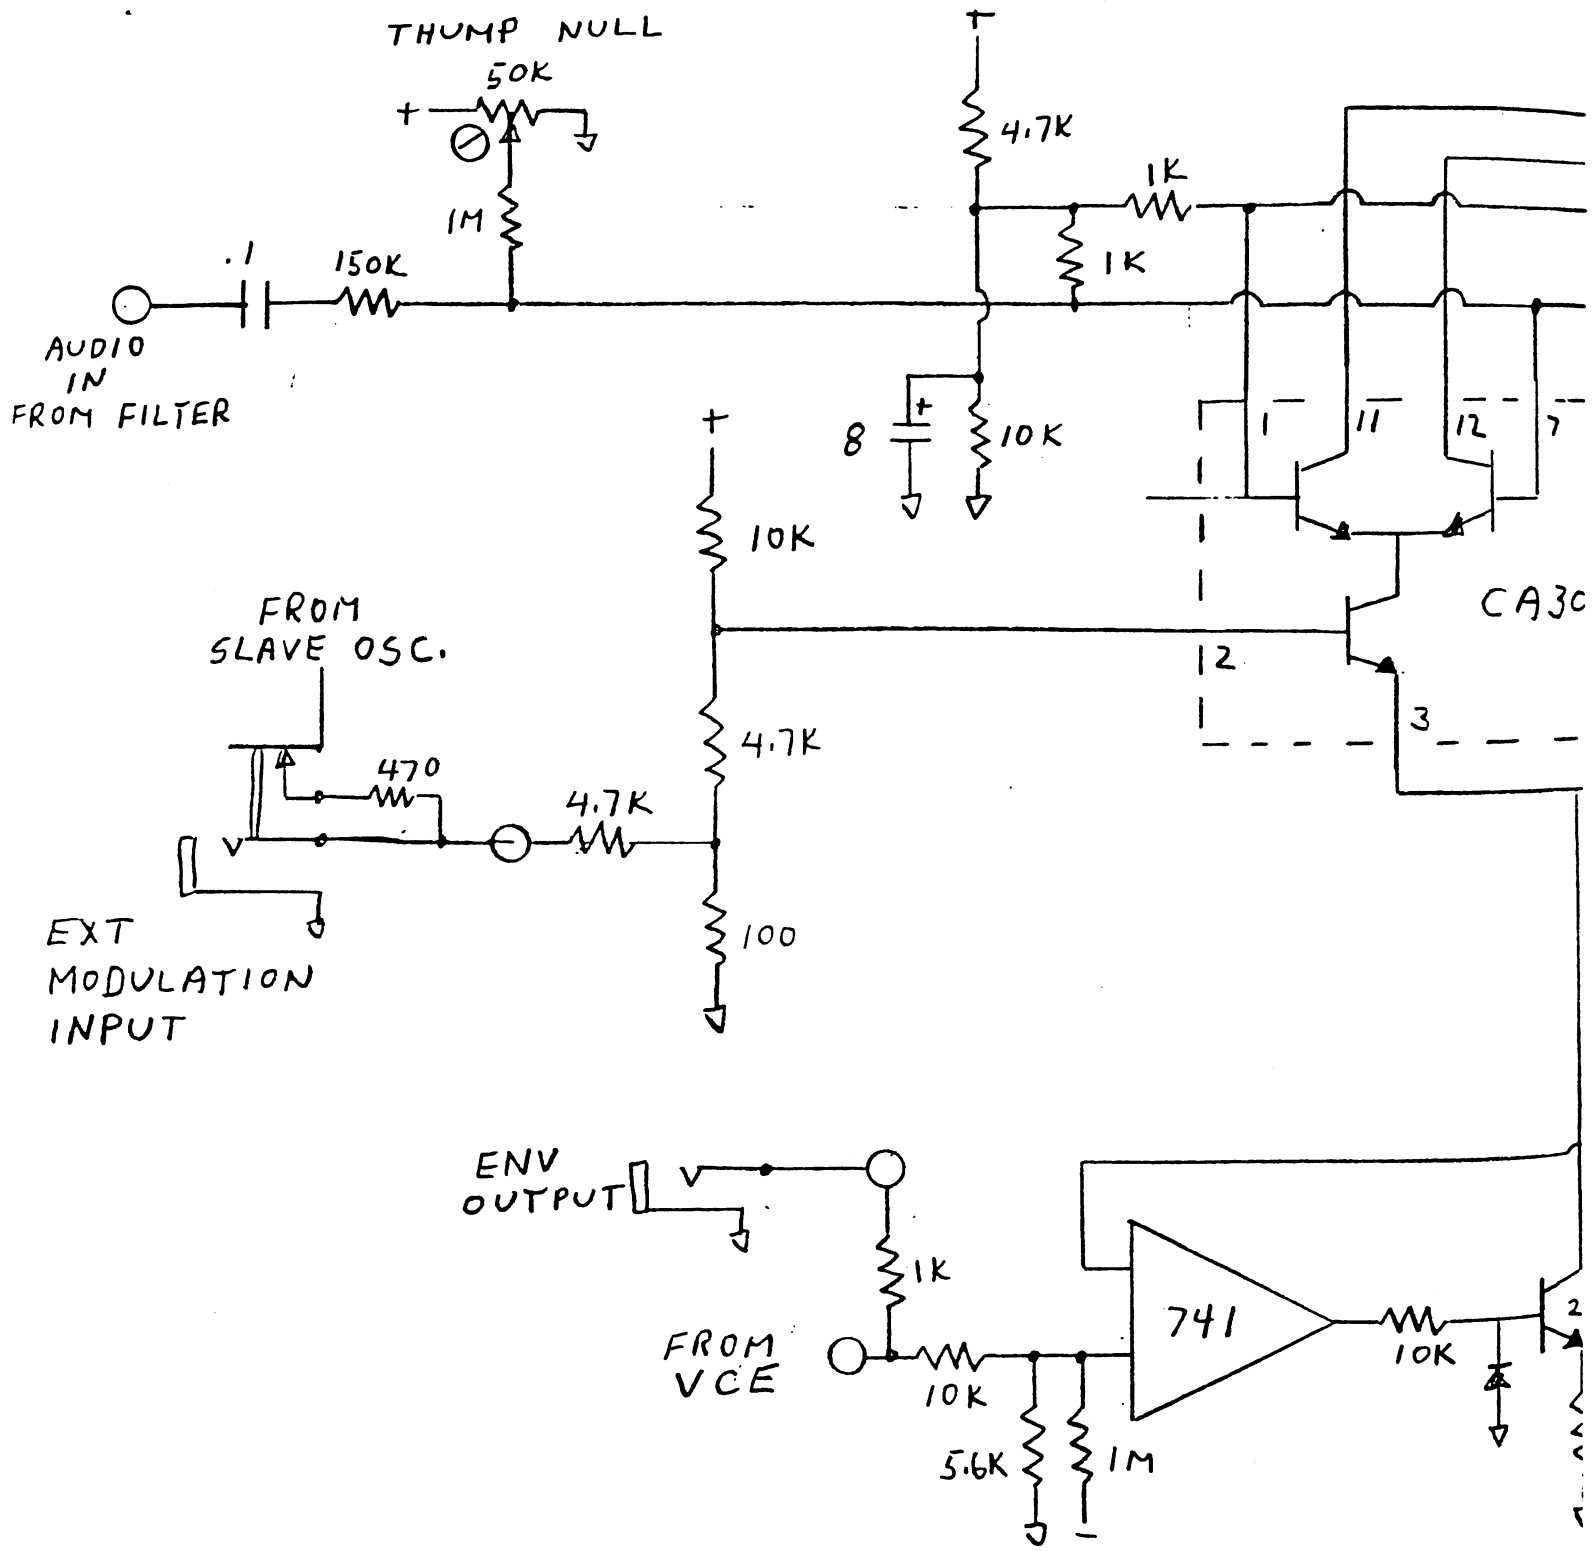 THUMP NULL
50K
+
+
4.7K
1K
1M
1K
.1
150K
AUDIO
IN
FROM FILTER
+
8
+
10K
1
11
12
7
10K
FROM
SLAVE OSC.
CA30
2
3
4.7K
470
4.7K
EXT
MODULATION
INPUT
100
ENV
OUTPUT
1K
741
2
FROM
VCE
10K
10K
5.6K
1M
-